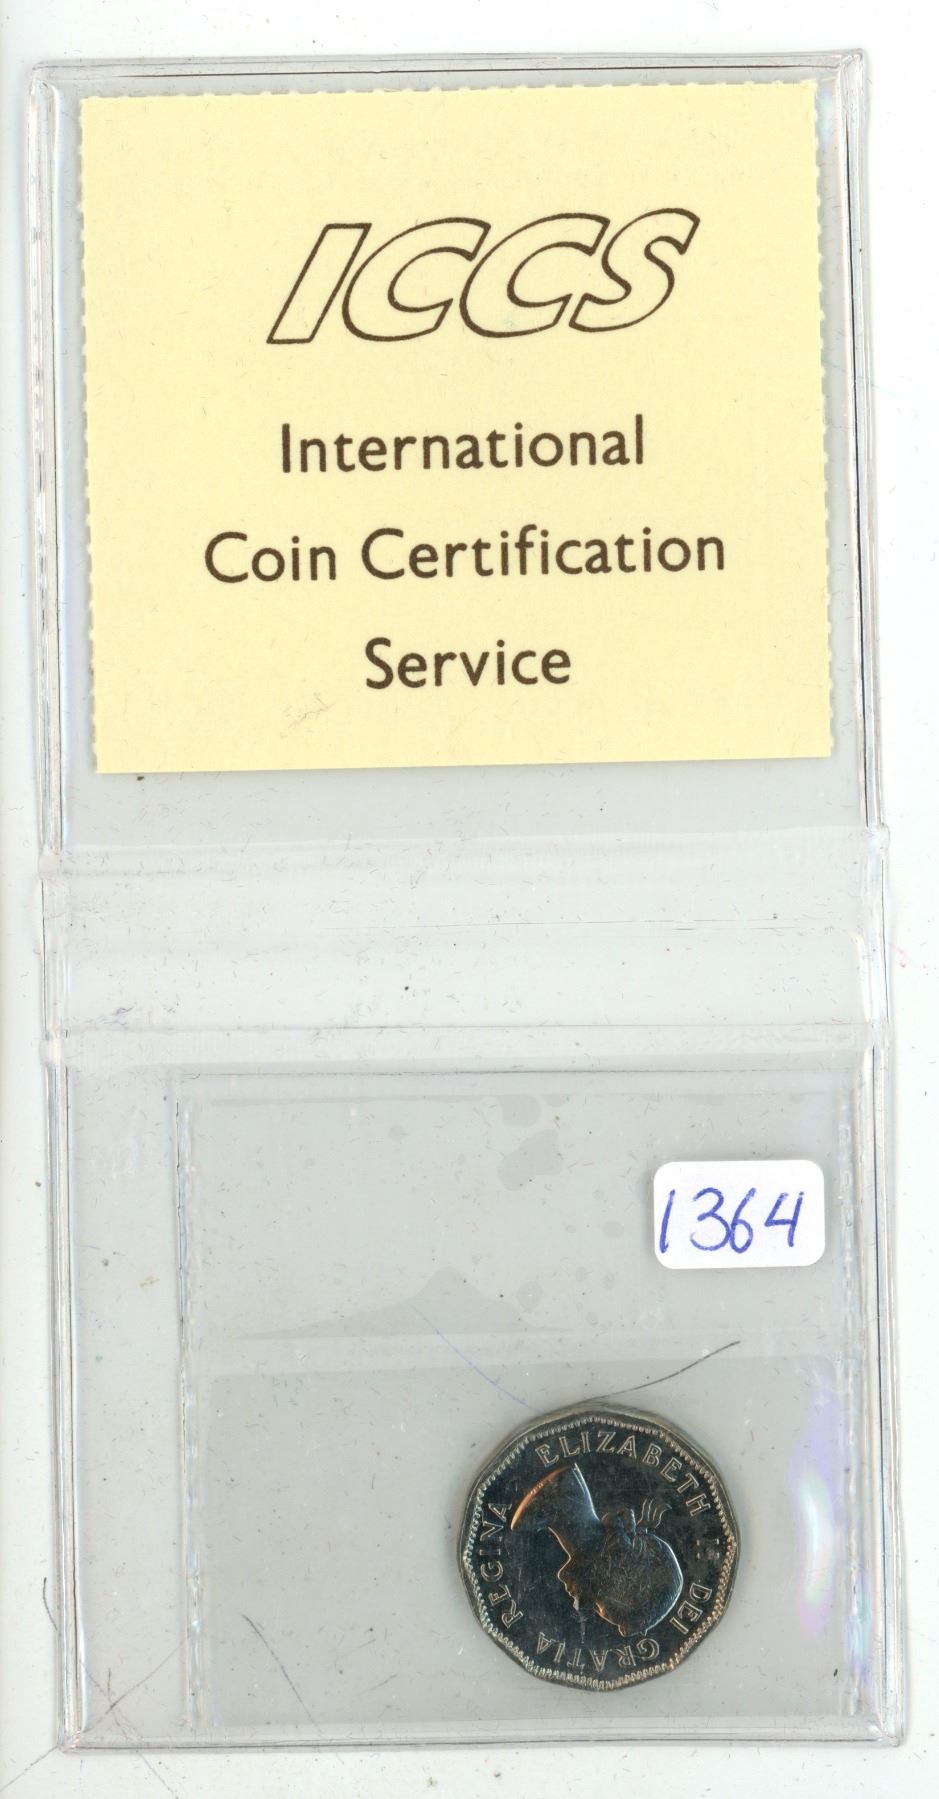 ICCS
International
Coin Certification
Service
1364
ELIZABETH II DEI GRATIA REGINA